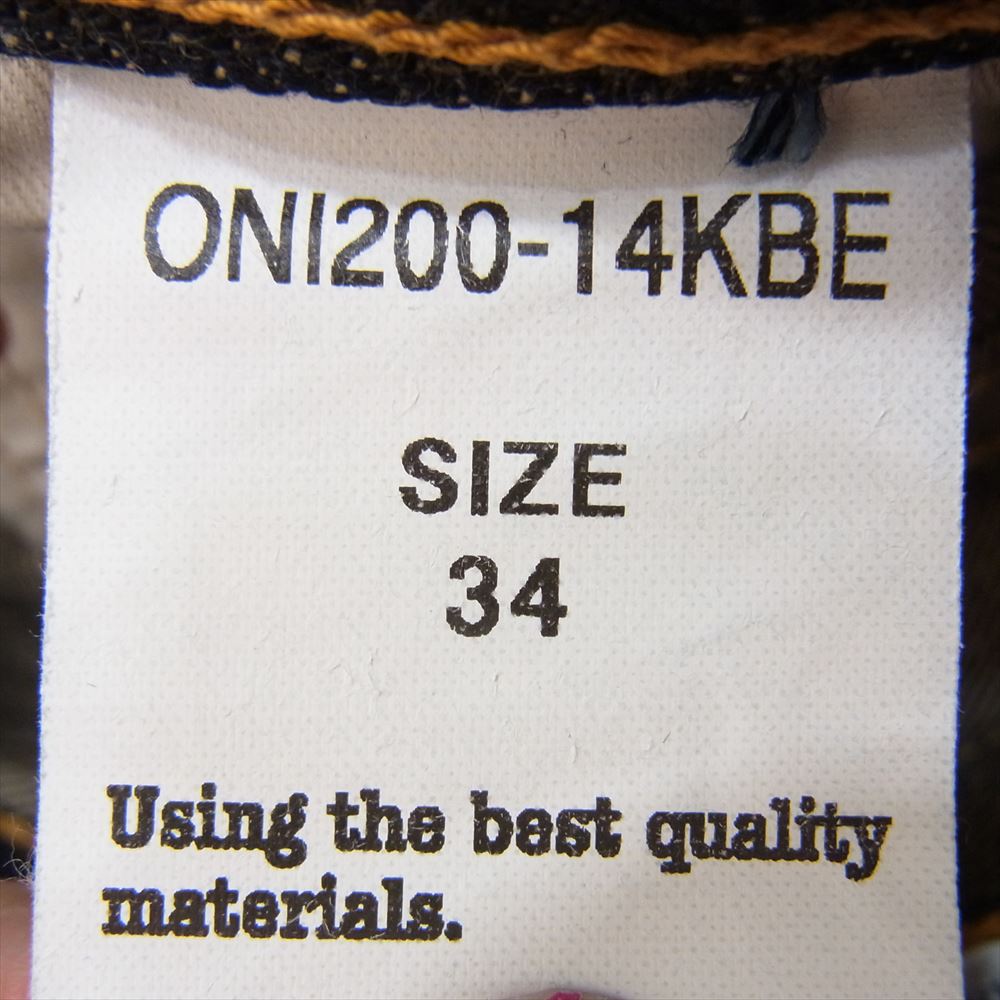 ONI200-14KBE
SIZE
34
Using the best quality
materials.